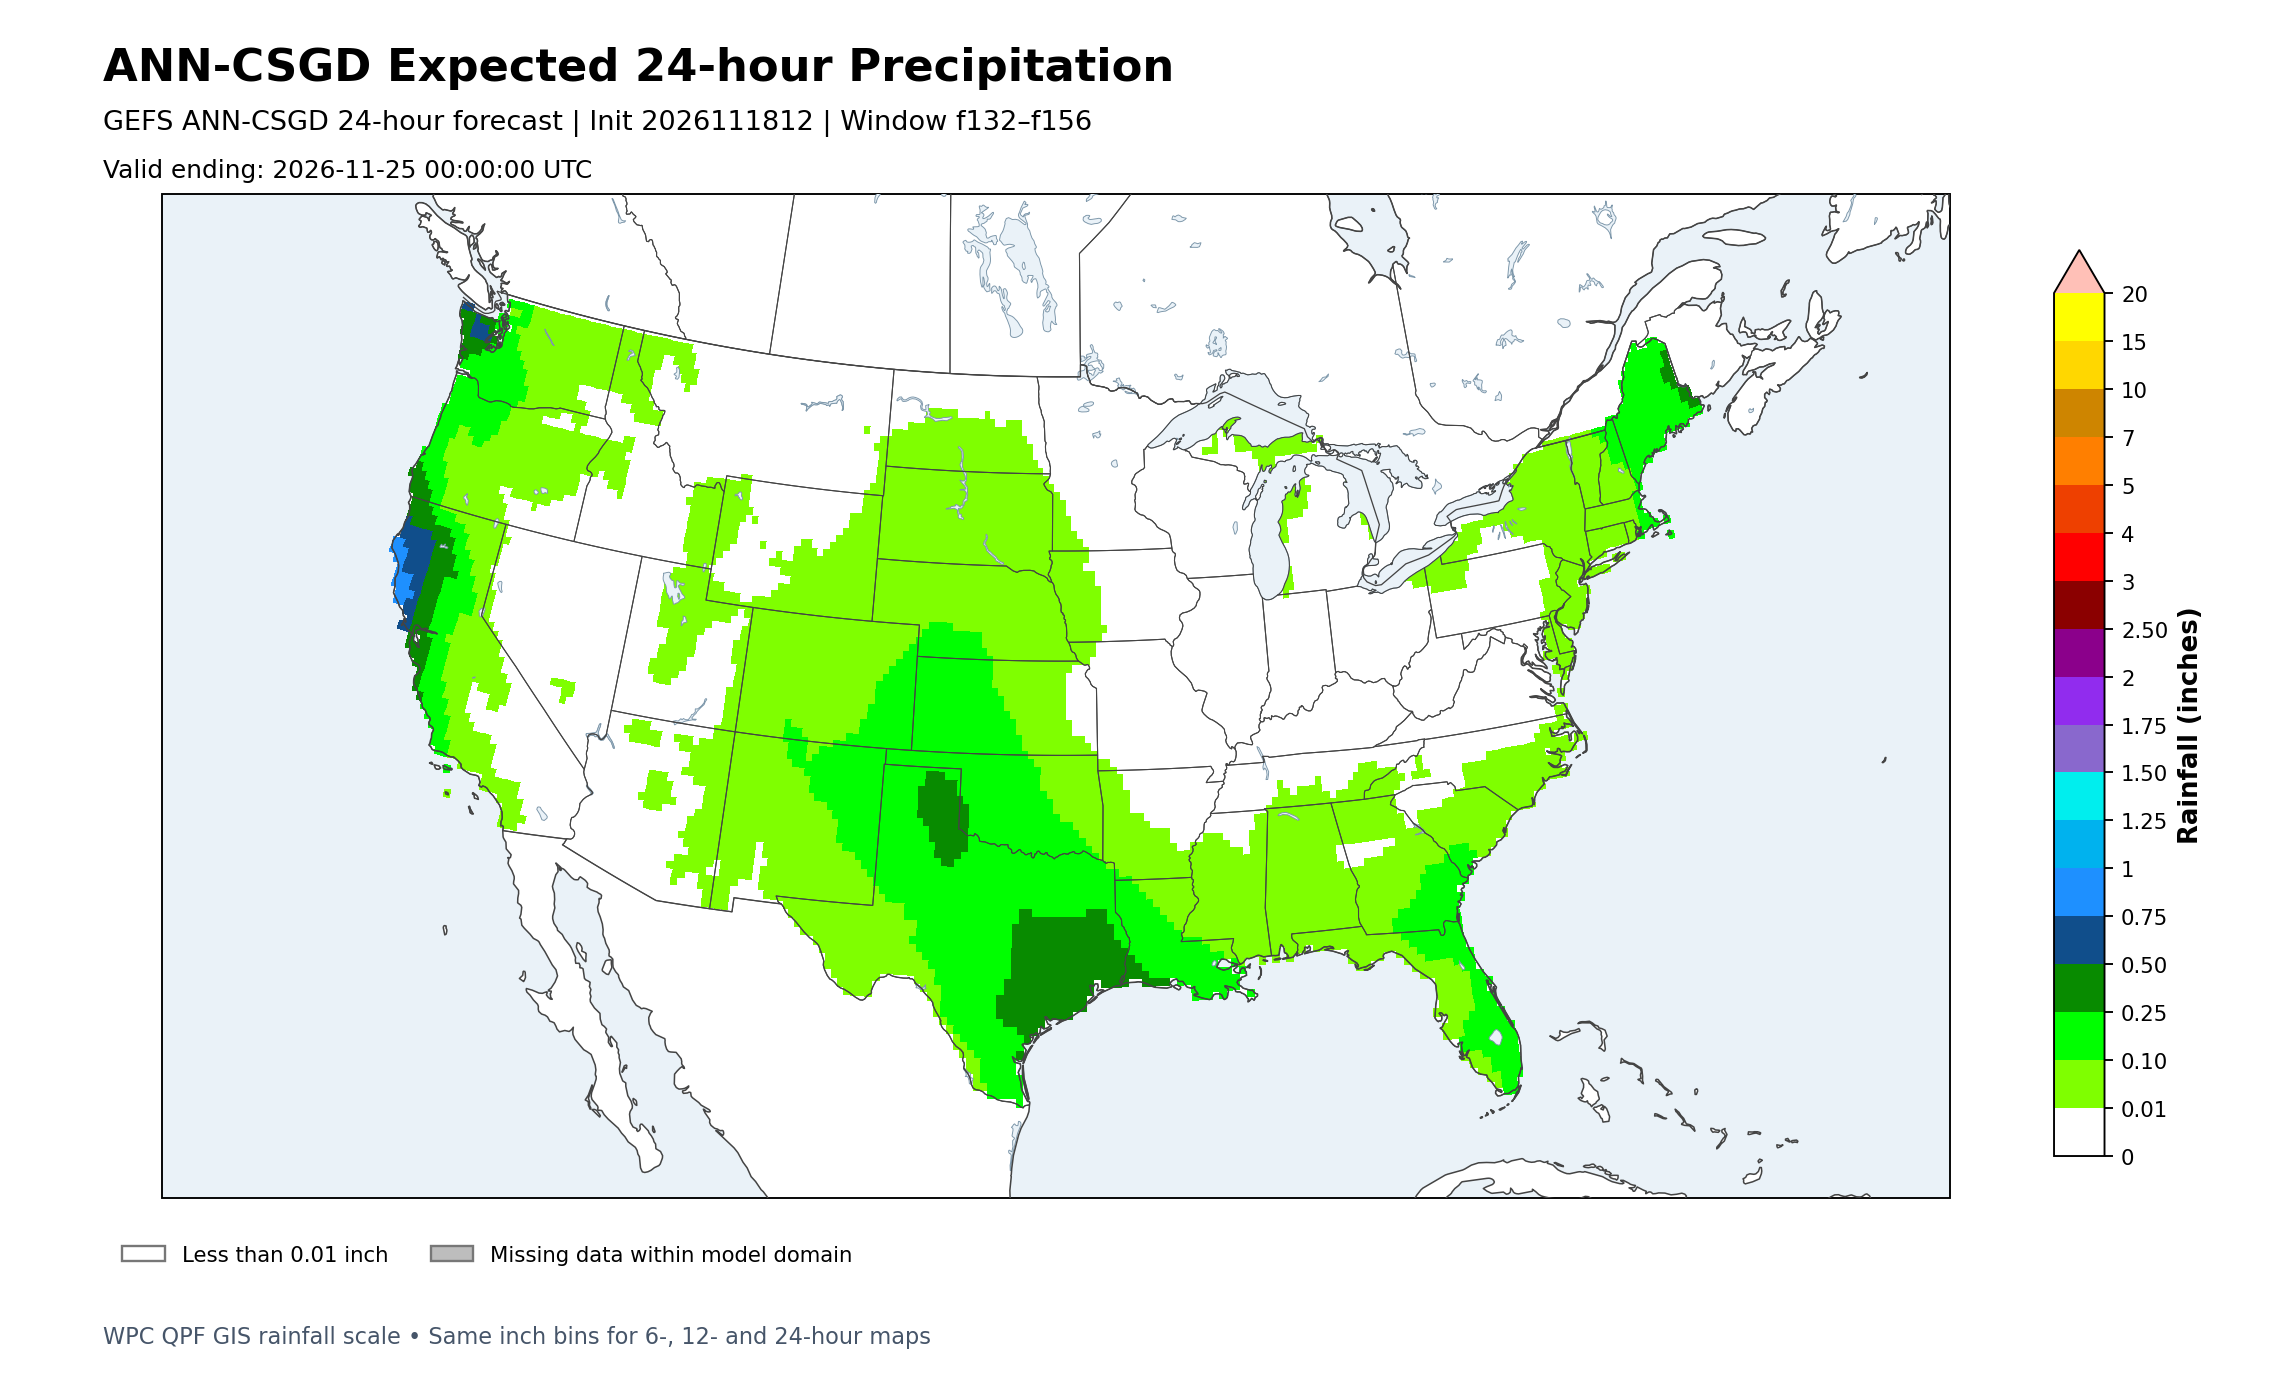 ANN-CSGD Expected 24-hour Precipitation
GEFS ANN-CSGD 24-hour forecast | Init 2026111812 | Window f132–f156
Valid ending: 2026-11-25 00:00:00 UTC
20
15
10
7
5
4
3
2.50
2
1.75
1.50
1.25
1
0.75
0.50
0.25
0.10
0.01
0
Rainfall (inches)
Less than 0.01 inch
Missing data within model domain
WPC QPF GIS rainfall scale • Same inch bins for 6-, 12- and 24-hour maps